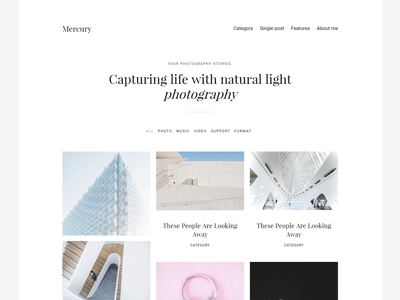 Mercury
Category Single post Features About me
YOUR PHOTOGRAPHY STORIES.
Capturing life with natural light
photography
ALL PHOTO MUSIC VIDEO SUPPORT FORMAT
These People Are Looking
Away
CATEGORY
These People Are Looking
Away
CATEGORY